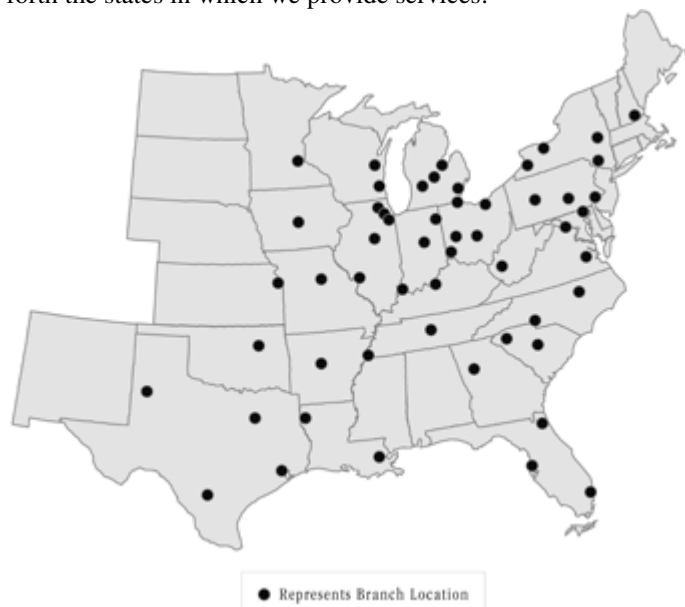 forth the states in which we provide services:
Represents Branch Location